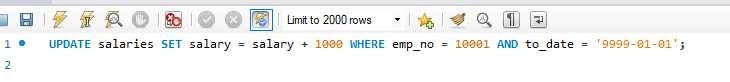 Limit to 2000 rows
1 UPDATE salaries SET salary = salary + 1000 WHERE emp_no = 10001 AND to_date = '9999-01-01';
2